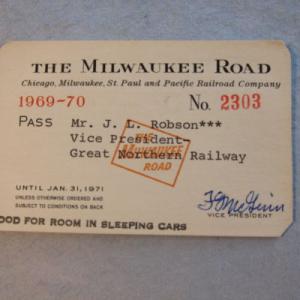 THE MILWAUKEE ROAD
Chicago, Milwaukee, St. Paul and Pacific Railroad Company
1969-70 No. 2303
PASS Mr. J. L. Robson***
Vice President-
Great Northern Railway
THE MILWAUKEE ROAD
UNTIL JAN. 31, 1971
UNLESS OTHERWISE ORDERED AND
SUBJECT TO CONDITIONS ON BACK
VICE PRESIDENT
OOD FOR ROOM IN SLEEPING CARS